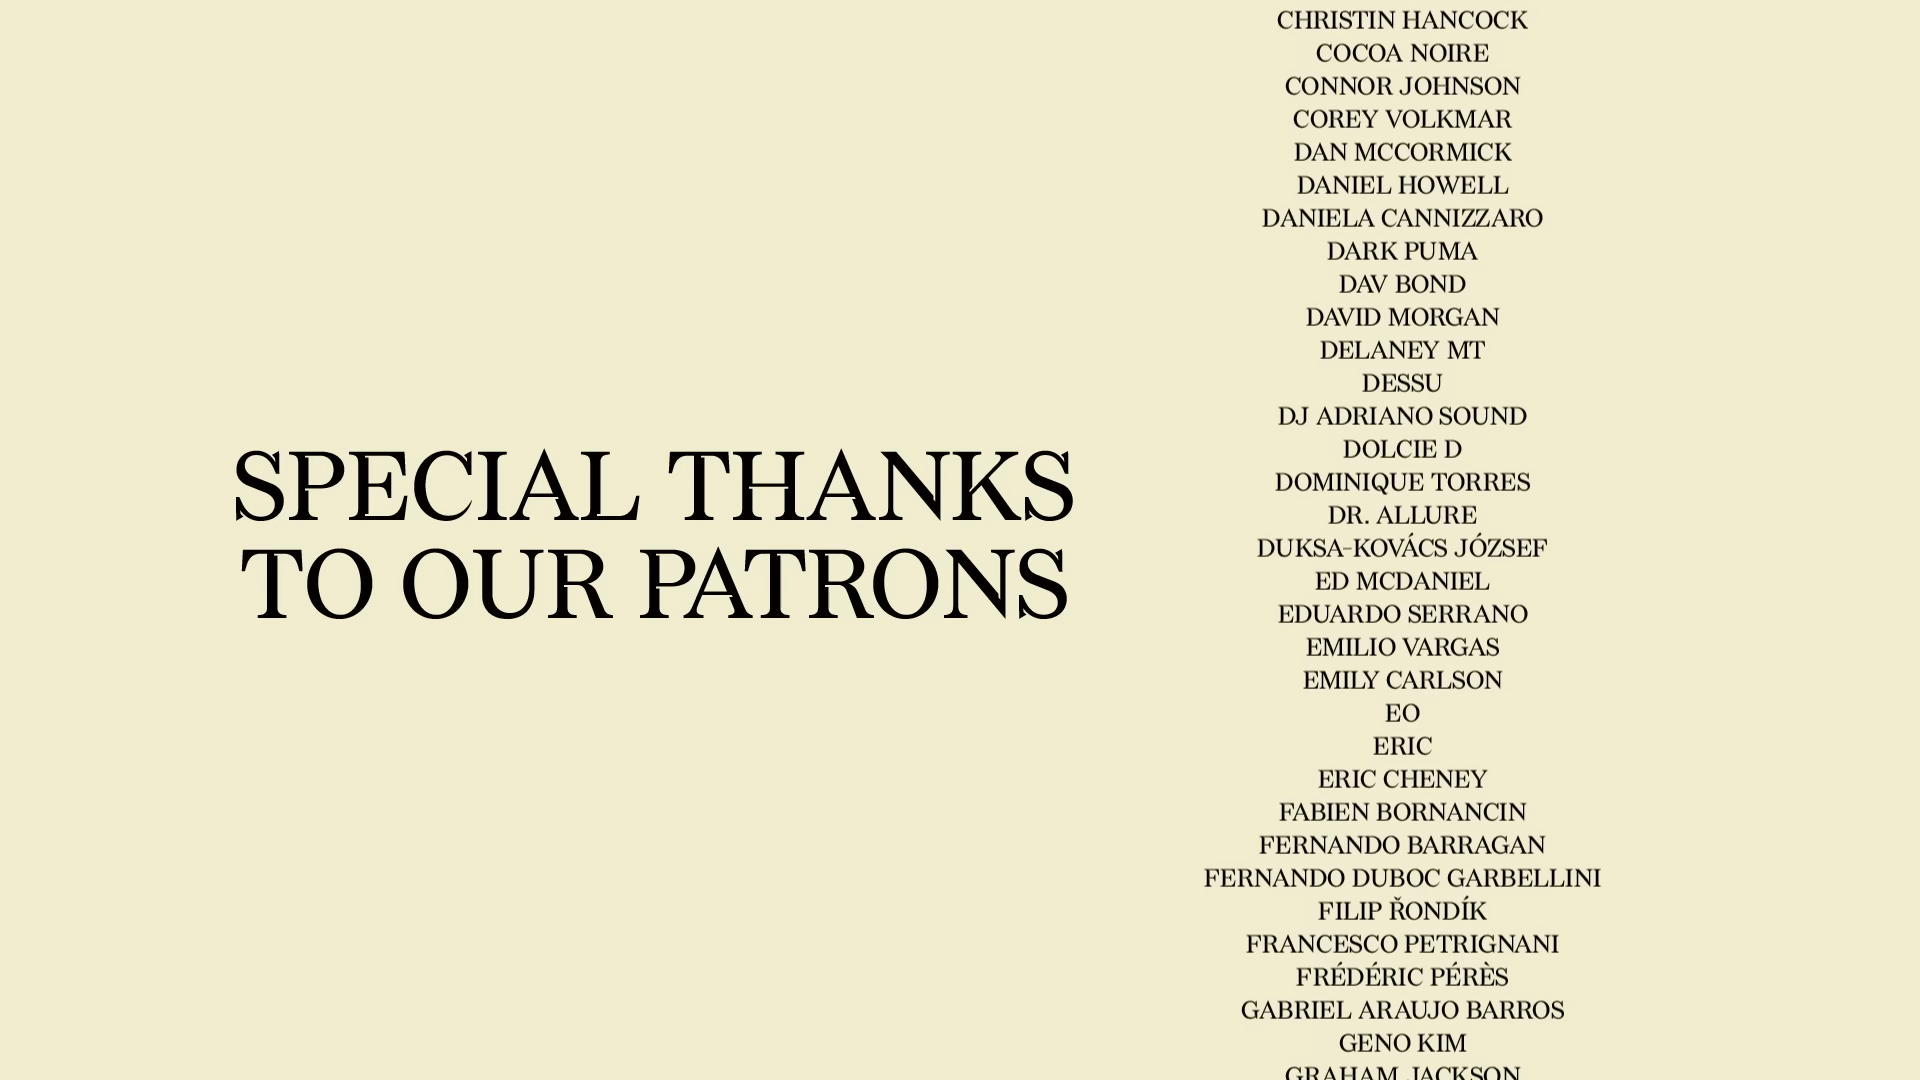 SPECIAL THANKS
TO OUR PATRONS
CHRISTIN HANCOCK
COCOA NOIRE
CONNOR JOHNSON
COREY VOLKMAR
DAN MCCORMICK
DANIEL HOWELL
DANIELA CANNIZZARO
DARK PUMA
DAV BOND
DAVID MORGAN
DELANEY MT
DESSU
DJ ADRIANO SOUND
DOLCIE D
DOMINIQUE TORRES
DR. ALLURE
DUKSA-KOVÁCS JÓZSEF
ED MCDANIEL
EDUARDO SERRANO
EMILIO VARGAS
EMILY CARLSON
EO
ERIC
ERIC CHENEY
FABIEN BORNANCIN
FERNANDO BARRAGAN
FERNANDO DUBOC GARBELLINI
FILIP ŘONDÍK
FRANCESCO PETRIGNANI
FRÉDÉRIC PÉRÈS
GABRIEL ARAUJO BARROS
GENO KIM
GRAHAM JACKSON